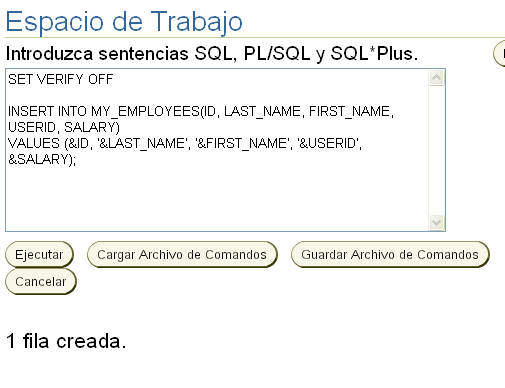 Espacio de Trabajo
Introduzca sentencias SQL, PL/SQL y SQL*Plus.
SET VERIFY OFF
INSERT INTO MY_EMPLOYEES(ID, LAST_NAME, FIRST_NAME,
USERID, SALARY)
VALUES (&ID, '&LAST_NAME', '&FIRST_NAME', '&USERID',
&SALARY);
Ejecutar Cargar Archivo de Comandos Guardar Archivo de Comandos
Cancelar
1 fila creada.